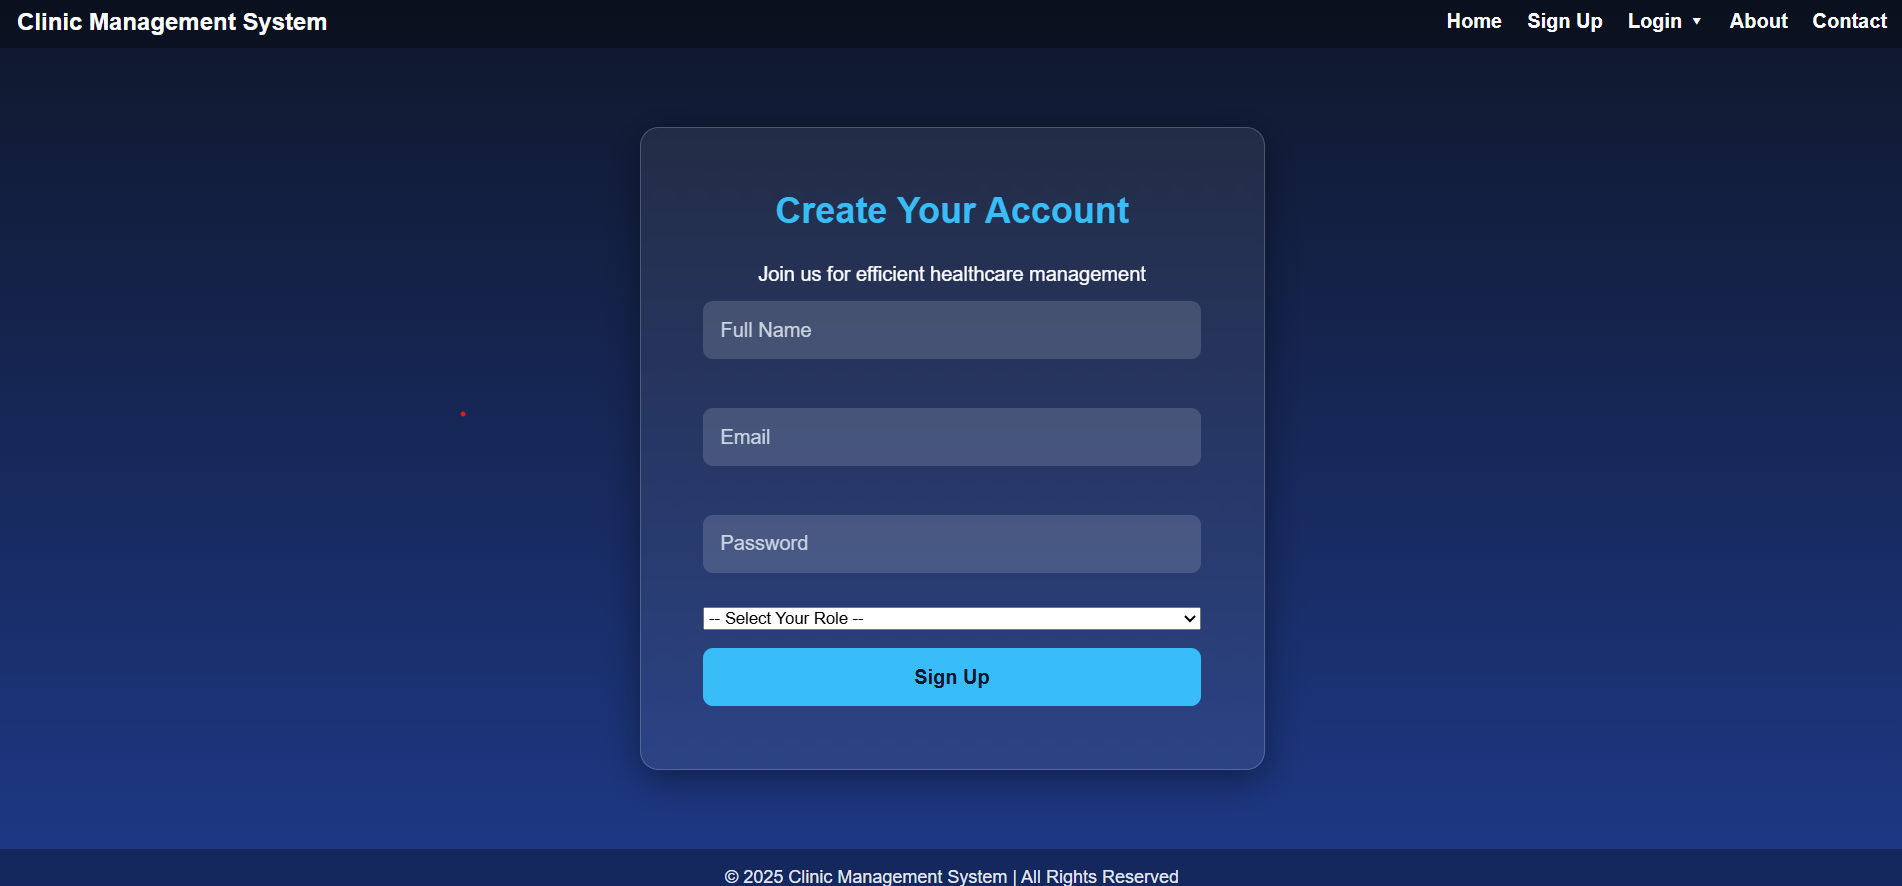 Clinic Management System
Home Sign Up Login ▼ About Contact
Create Your Account
Join us for efficient healthcare management
Full Name
Email
Password
-- Select Your Role --
Sign Up
© 2025 Clinic Management System | All Rights Reserved